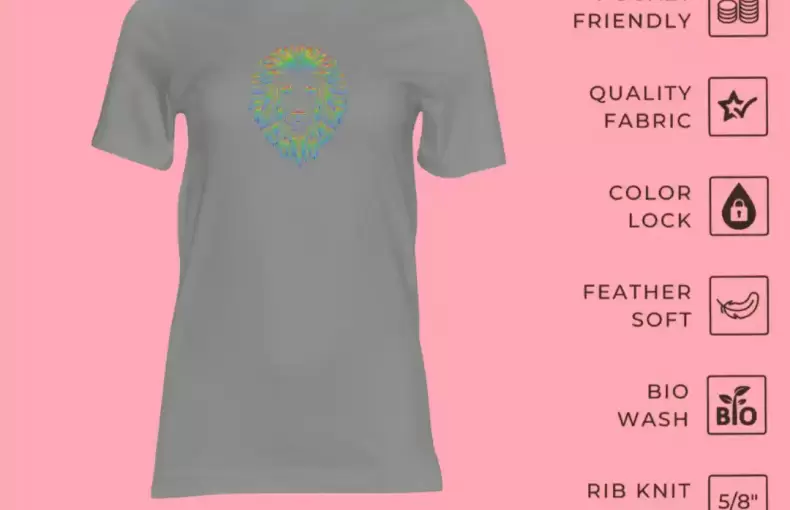 FRIENDLY
QUALITY
FABRIC
COLOR
LOCK
FEATHER
SOFT
BIO
WASH
BIO
RIB KNIT
5/8"